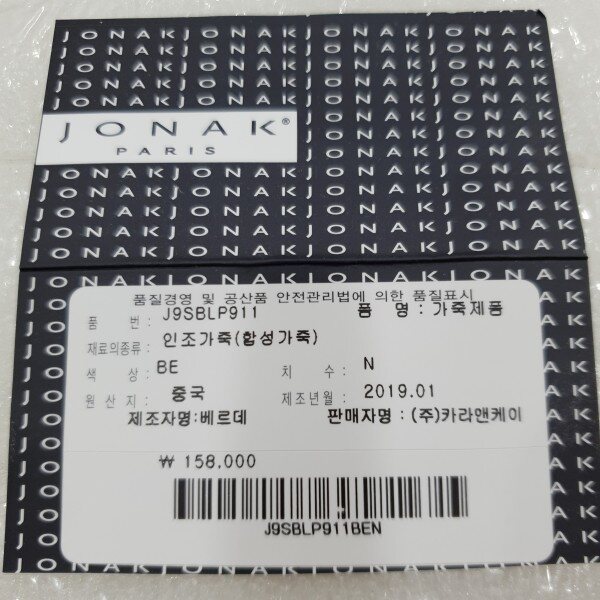 JONAK®
PARIS
품질경영 및 공산품 안전관리법에 의한 품질표시
품 번 : J9SBLP911 품 명 : 가죽제품
재료의종류 : 인조가죽(합성가죽)
색 상 : BE 치 수 : N
원 산 지 : 중국 제조년월 : 2019.01
제조자명:베르데 판매자명 : (주)카라앤케이
₩ 158.000
J9SBLP911BEN